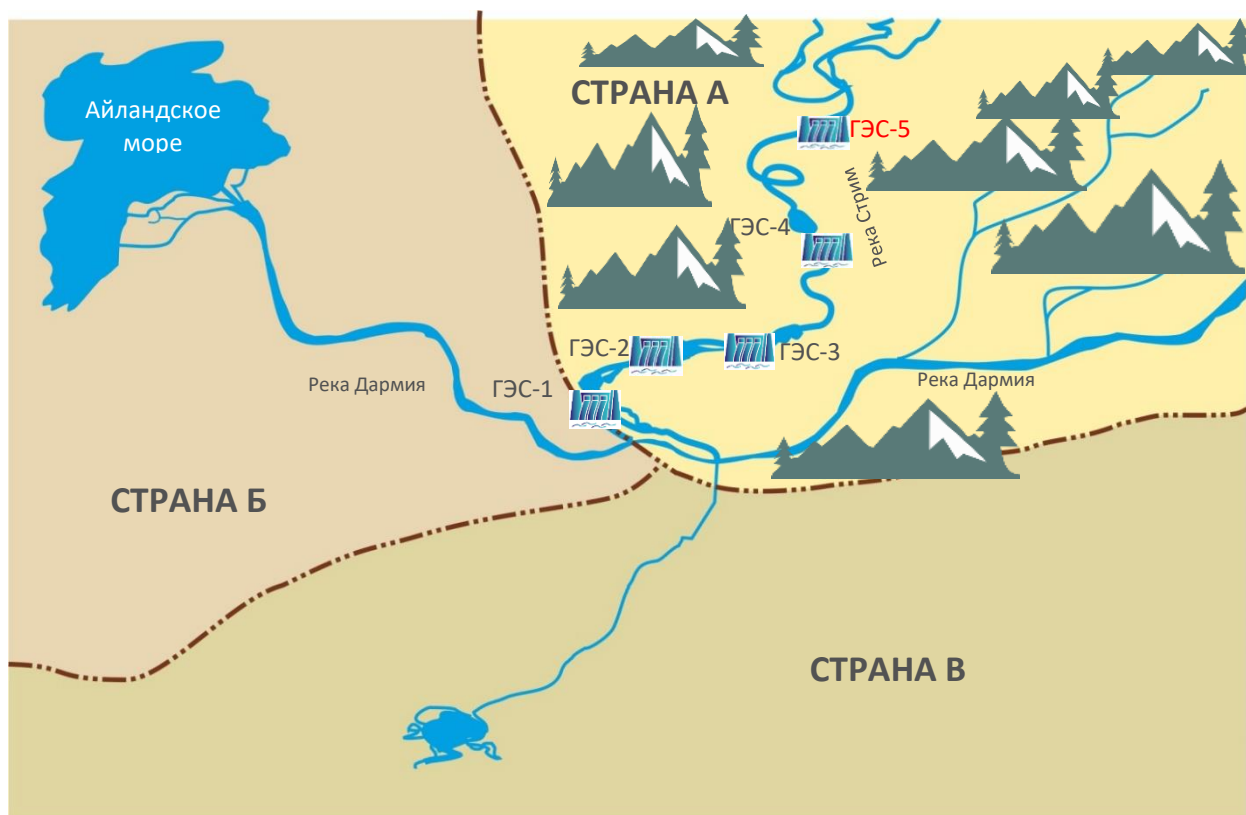 СТРАНА А
Айландское
море
ГЭС-5
Река Стрим
ГЭС-4
ГЭС-2
ГЭС-3
Река Дармия
ГЭС-1
Река Дармия
СТРАНА Б
СТРАНА В